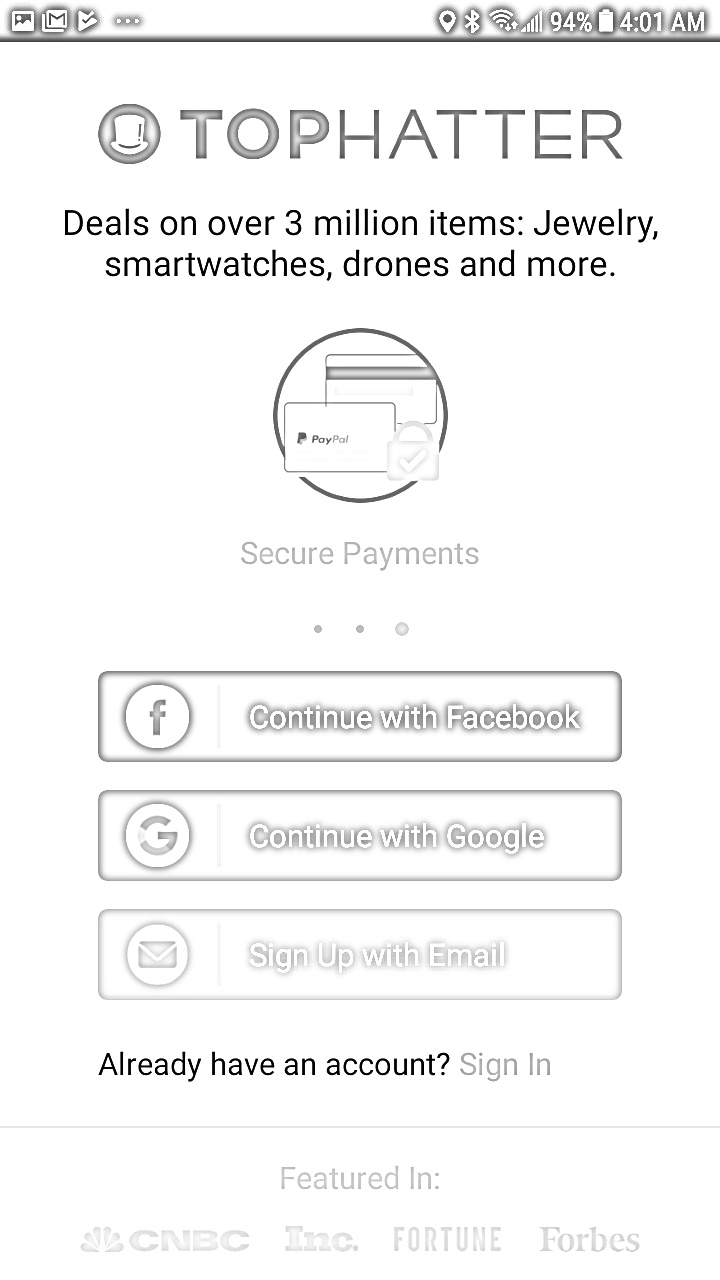 94% 4:01 AM
TOPHATTER
Deals on over 3 million items: Jewelry,
smartwatches, drones and more.
PayPal
Secure Payments
Continue with Facebook
Continue with Google
Sign Up with Email
Already have an account? Sign In
Featured In:
CNBC Inc. FORTUNE Forbes